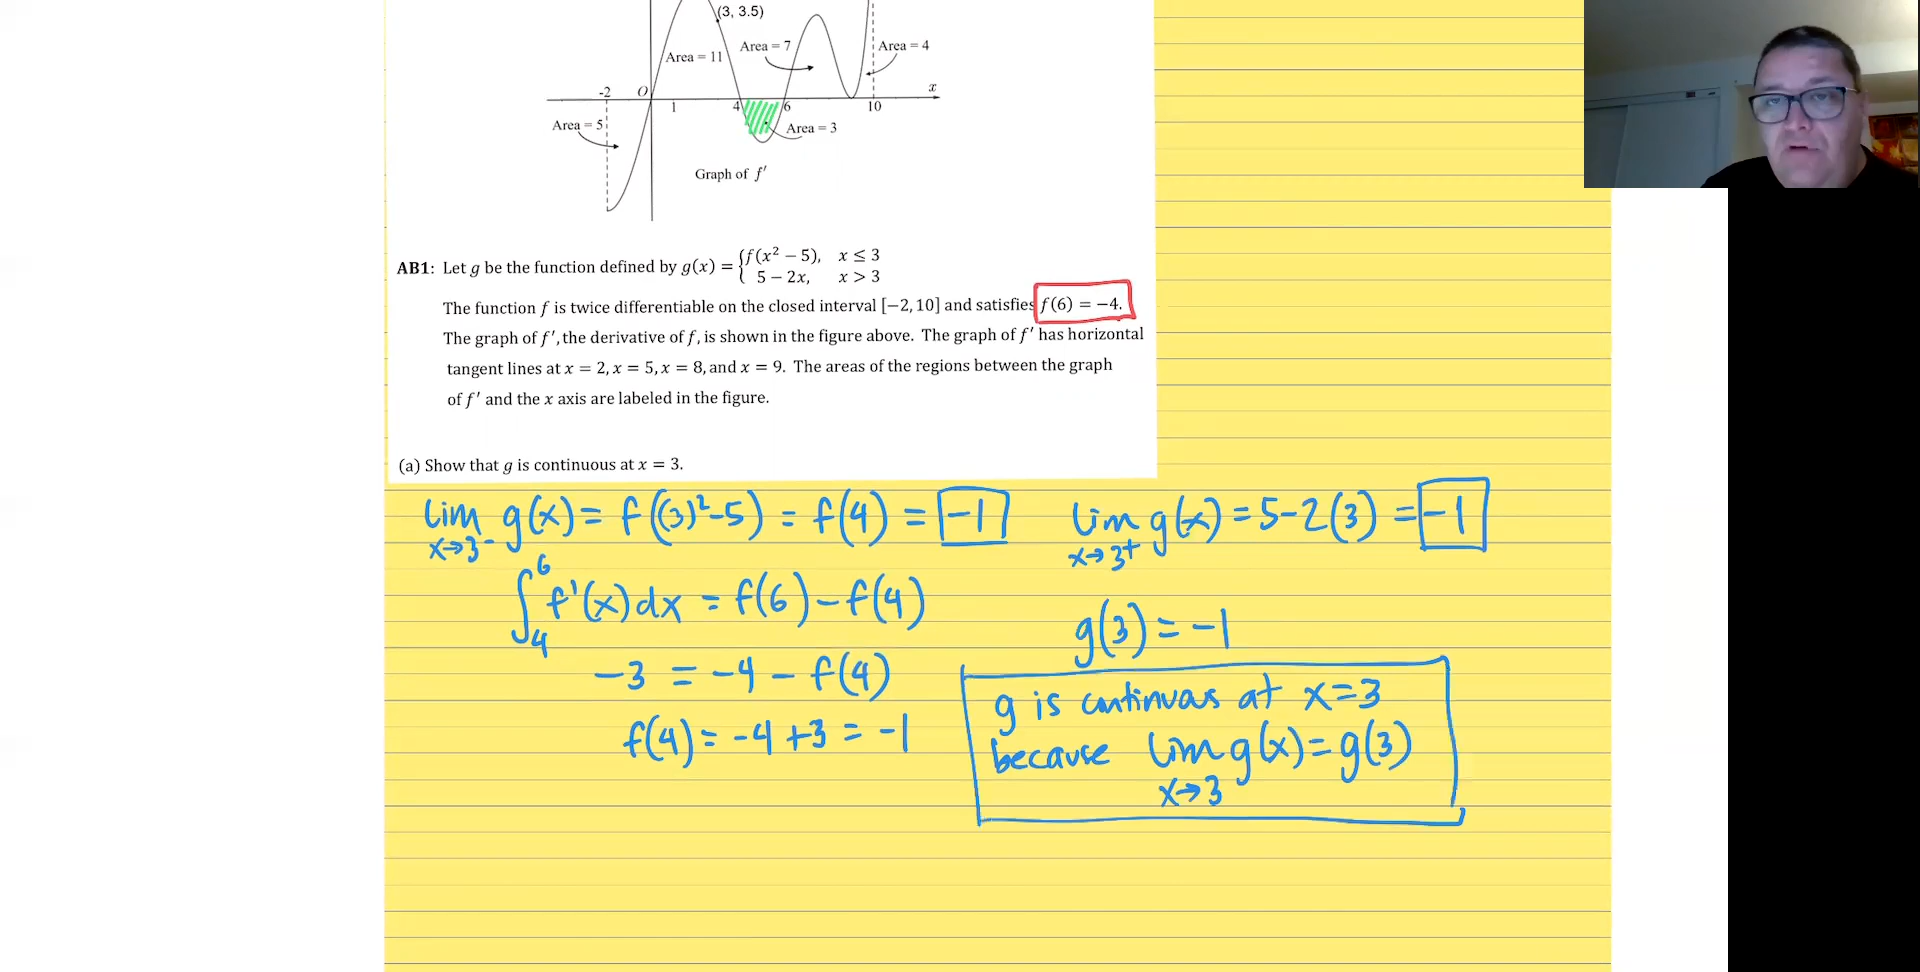 (3, 3.5)
Area = 7
Area = 4
Area = 11
-2
O
1
4
6
10
x
Area = 5
Area = 3
Graph of f′
AB1: Let g be the function defined by g(x) = { f(x² − 5), x ≤ 3
5 − 2x, x > 3
The function f is twice differentiable on the closed interval [−2, 10] and satisfies f(6) = −4.
The graph of f′, the derivative of f, is shown in the figure above. The graph of f′ has horizontal
tangent lines at x = 2, x = 5, x = 8, and x = 9. The areas of the regions between the graph
of f′ and the x axis are labeled in the figure.
(a) Show that g is continuous at x = 3.
lim x→3⁻ g(x) = f((3)²-5) = f(4) = -1
∫₄⁶ f'(x)dx = f(6) - f(4)
-3 = -4 - f(4)
f(4) = -4 + 3 = -1
lim x→3⁺ g(x) = 5-2(3) = -1
g(3) = -1
g is continuous at x=3
because lim x→3 g(x) = g(3)